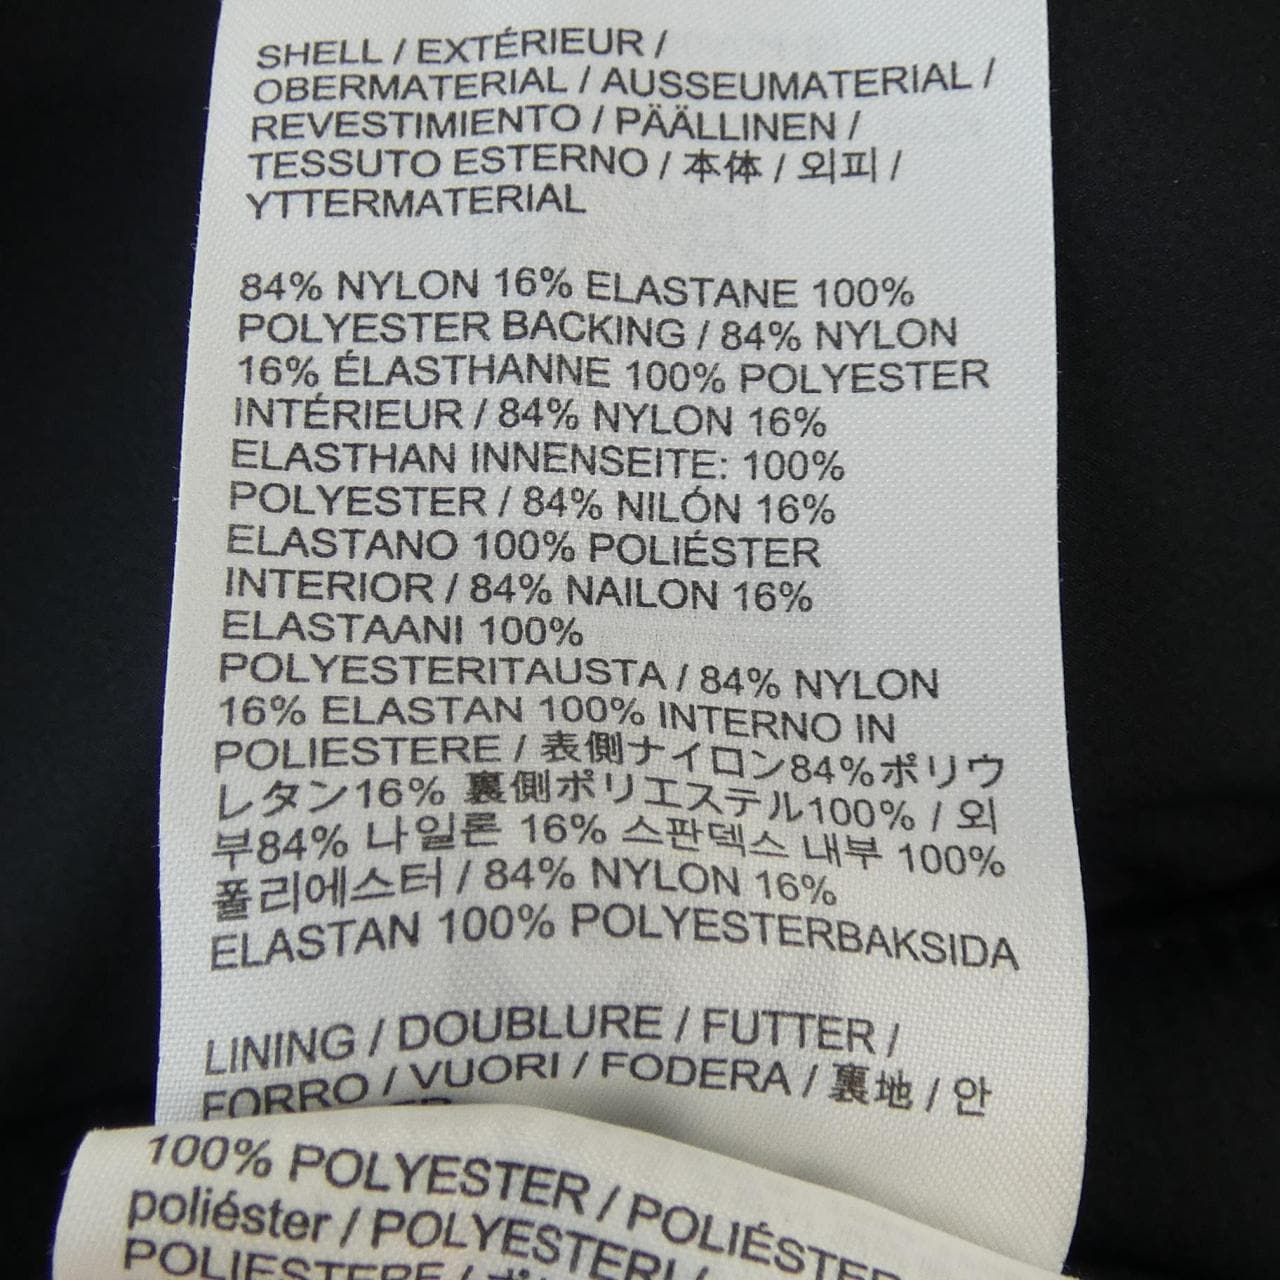 SHELL / EXTÉRIEUR /
OBERMATERIAL / AUSSEUMATERIAL /
REVESTIMIENTO / PÄÄLLINEN /
TESSUTO ESTERNO / 本体 / 외피 /
YTTERMATERIAL
84% NYLON 16% ELASTANE 100%
POLYESTER BACKING / 84% NYLON
16% ÉLASTHANNE 100% POLYESTER
INTÉRIEUR / 84% NYLON 16%
ELASTHAN INNENSEITE: 100%
POLYESTER / 84% NILÓN 16%
ELASTANO 100% POLIÉSTER
INTERIOR / 84% NAILON 16%
ELASTAANI 100%
POLYESTERITAUSTA / 84% NYLON
16% ELASTAN 100% INTERNO IN
POLIESTERE / 表側ナイロン84%ポリウ
レタン16% 裏側ポリエステル100% / 외
부84% 나일론 16% 스판덱스 내부 100%
폴리에스터 / 84% NYLON 16%
ELASTAN 100% POLYESTERBAKSIDA
LINING / DOUBLURE / FUTTER /
FORRO / VUORI / FODERA / 裏地 / 안
100% POLYESTER / POLIÉSTER
poliéster / POLYESTERI /
POLIESTERE /